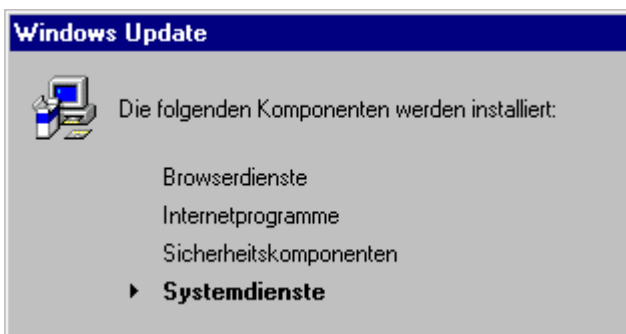 Windows Update
Die folgenden Komponenten werden installiert:
Browserdienste
Internetprogramme
Sicherheitskomponenten
Systemdienste